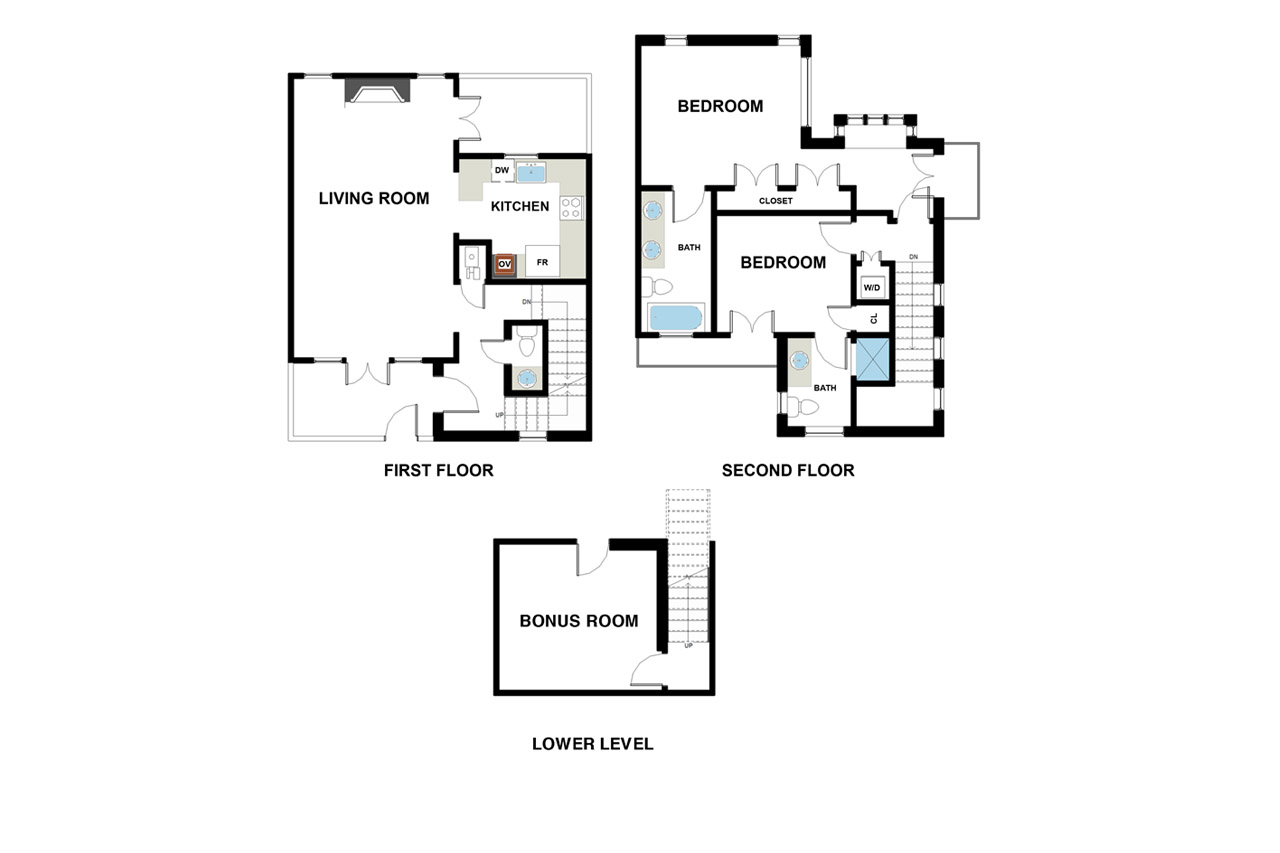 LIVING ROOM
DW
KITCHEN
OV
FR
DN
UP
FIRST FLOOR
BEDROOM
CLOSET
BATH
BEDROOM
DN
W/D
CL
BATH
SECOND FLOOR
BONUS ROOM
UP
LOWER LEVEL